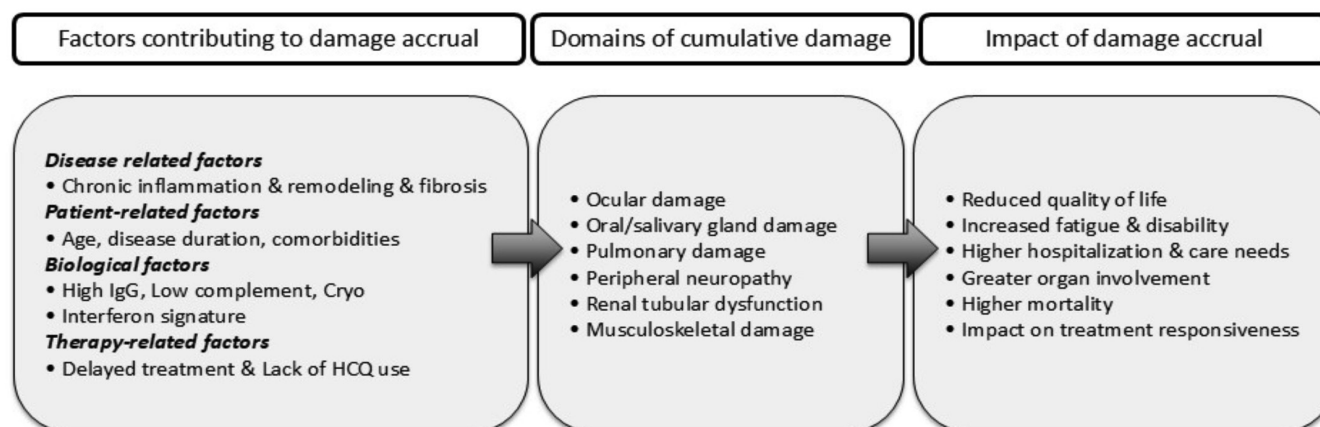 Factors contributing to damage accrual
Domains of cumulative damage
Impact of damage accrual
Disease related factors
• Chronic inflammation & remodeling & fibrosis
Patient-related factors
• Age, disease duration, comorbidities
Biological factors
• High IgG, Low complement, Cryo
• Interferon signature
Therapy-related factors
• Delayed treatment & Lack of HCQ use
• Ocular damage
• Oral/salivary gland damage
• Pulmonary damage
• Peripheral neuropathy
• Renal tubular dysfunction
• Musculoskeletal damage
• Reduced quality of life
• Increased fatigue & disability
• Higher hospitalization & care needs
• Greater organ involvement
• Higher mortality
• Impact on treatment responsiveness